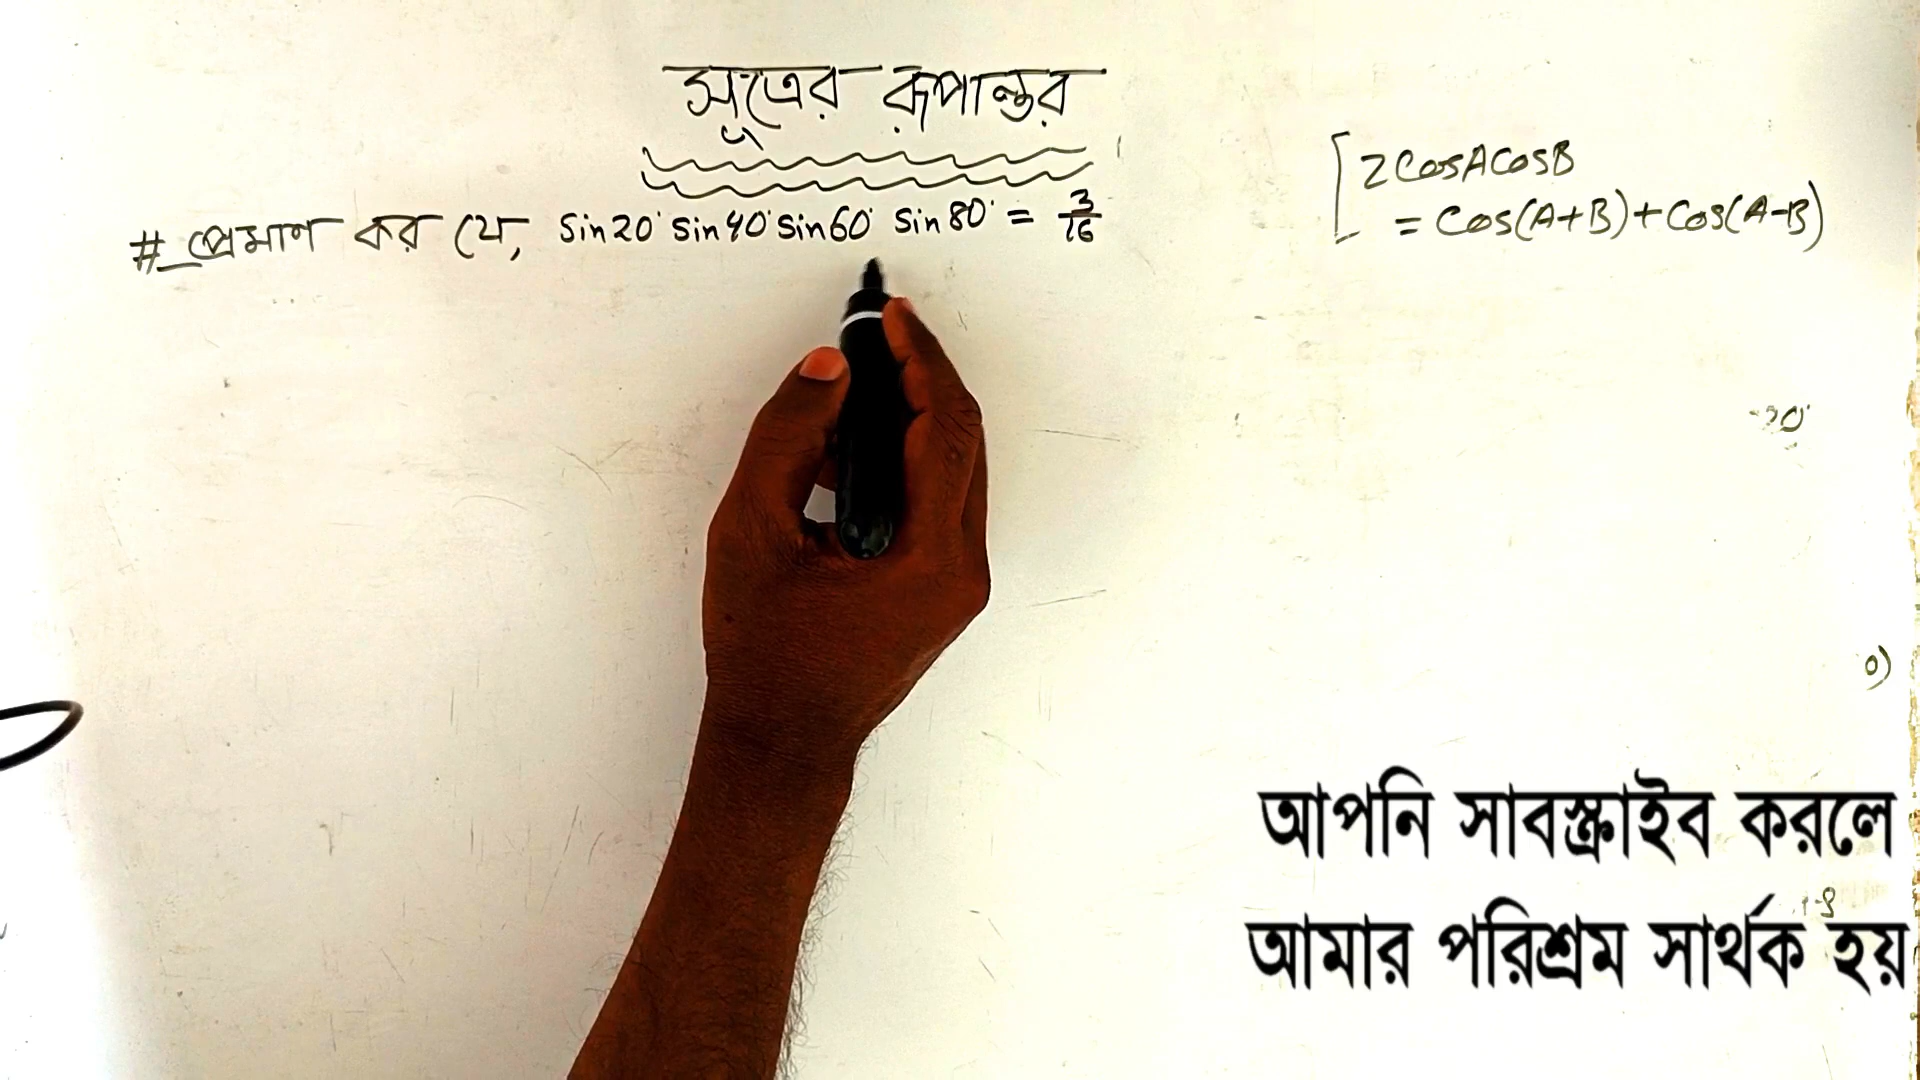 সূত্রের রূপান্তর
# প্রেমাণ কর যে, sin20° sin40° sin60° sin80° = 3/16
[2CosACosB
= Cos(A+B)+Cos(A-B)
আপনি সাবস্ক্রাইব করলে
আমার পরিশ্রম সার্থক হয়